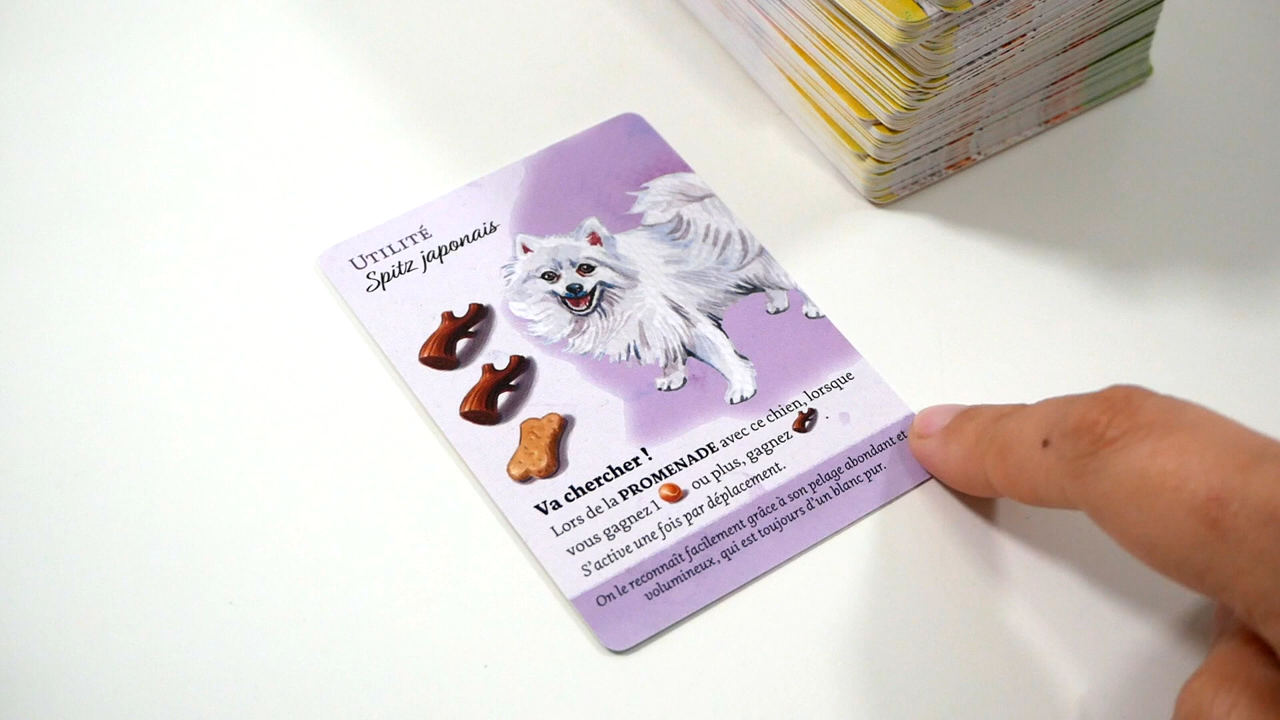 UTILITÉ
Spitz japonais
Va chercher !
Lors de la PROMENADE avec ce chien, lorsque
vous gagnez 1 ou plus, gagnez .
S'active une fois par déplacement.
On le reconnaît facilement grâce à son pelage abondant et
volumineux, qui est toujours d'un blanc pur.